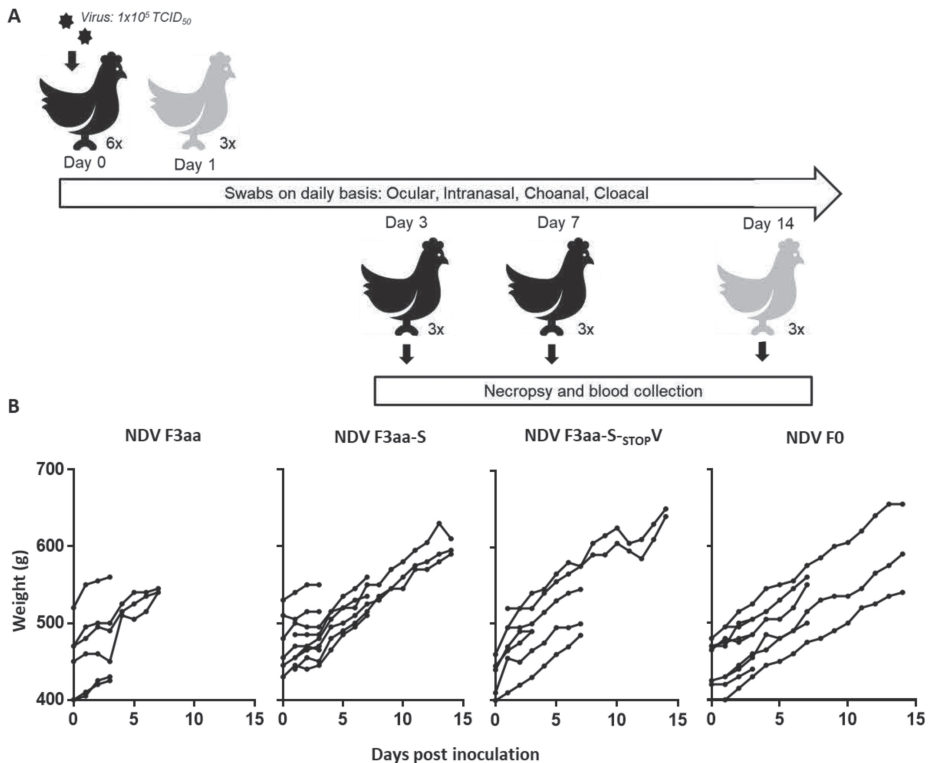 A
Virus: 1x10⁵ TCID₅₀
6x
3x
Day 0
Day 1
Swabs on daily basis: Ocular, Intranasal, Choanal, Cloacal
Day 3
Day 7
Day 14
3x
3x
3x
Necropsy and blood collection
B
NDV F3aa
NDV F3aa-S
NDV F3aa-S-STOPV
NDV F0
Weight (g)
700
600
500
400
0 5 10 15
0 5 10 15
0 5 10 15
0 5 10 15
Days post inoculation